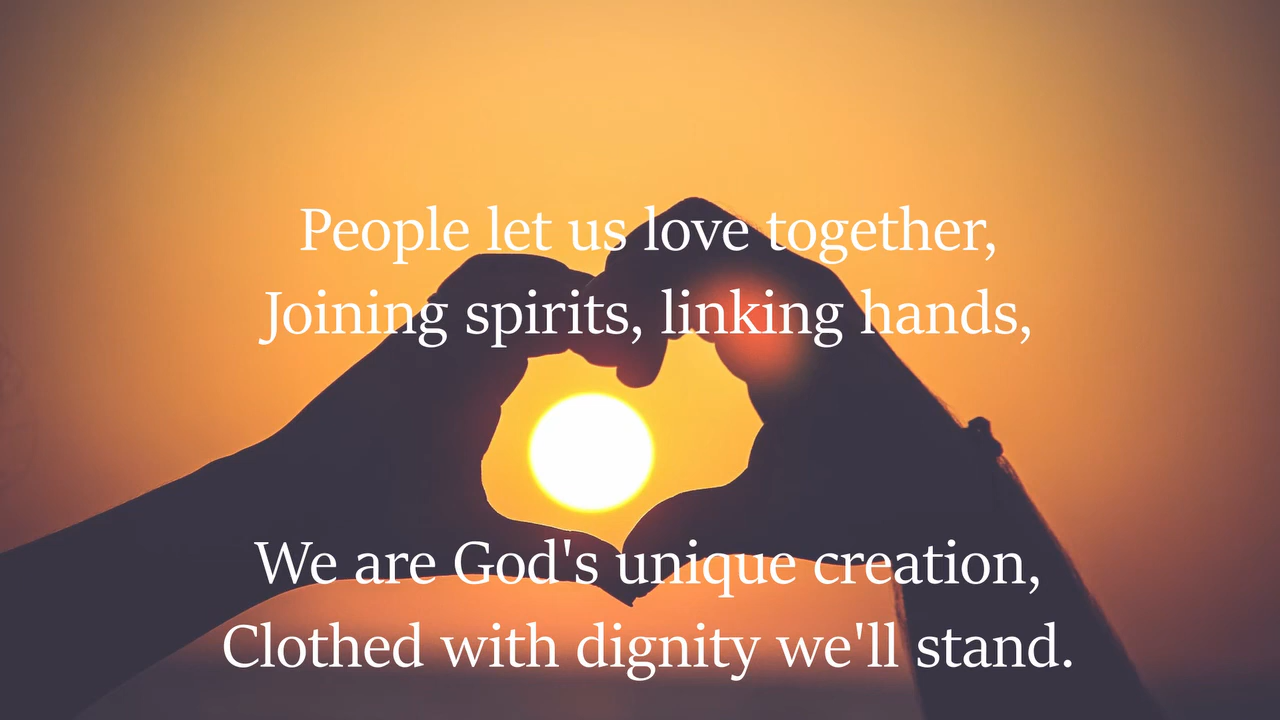 People let us love together,
Joining spirits, linking hands,
We are God's unique creation,
Clothed with dignity we'll stand.